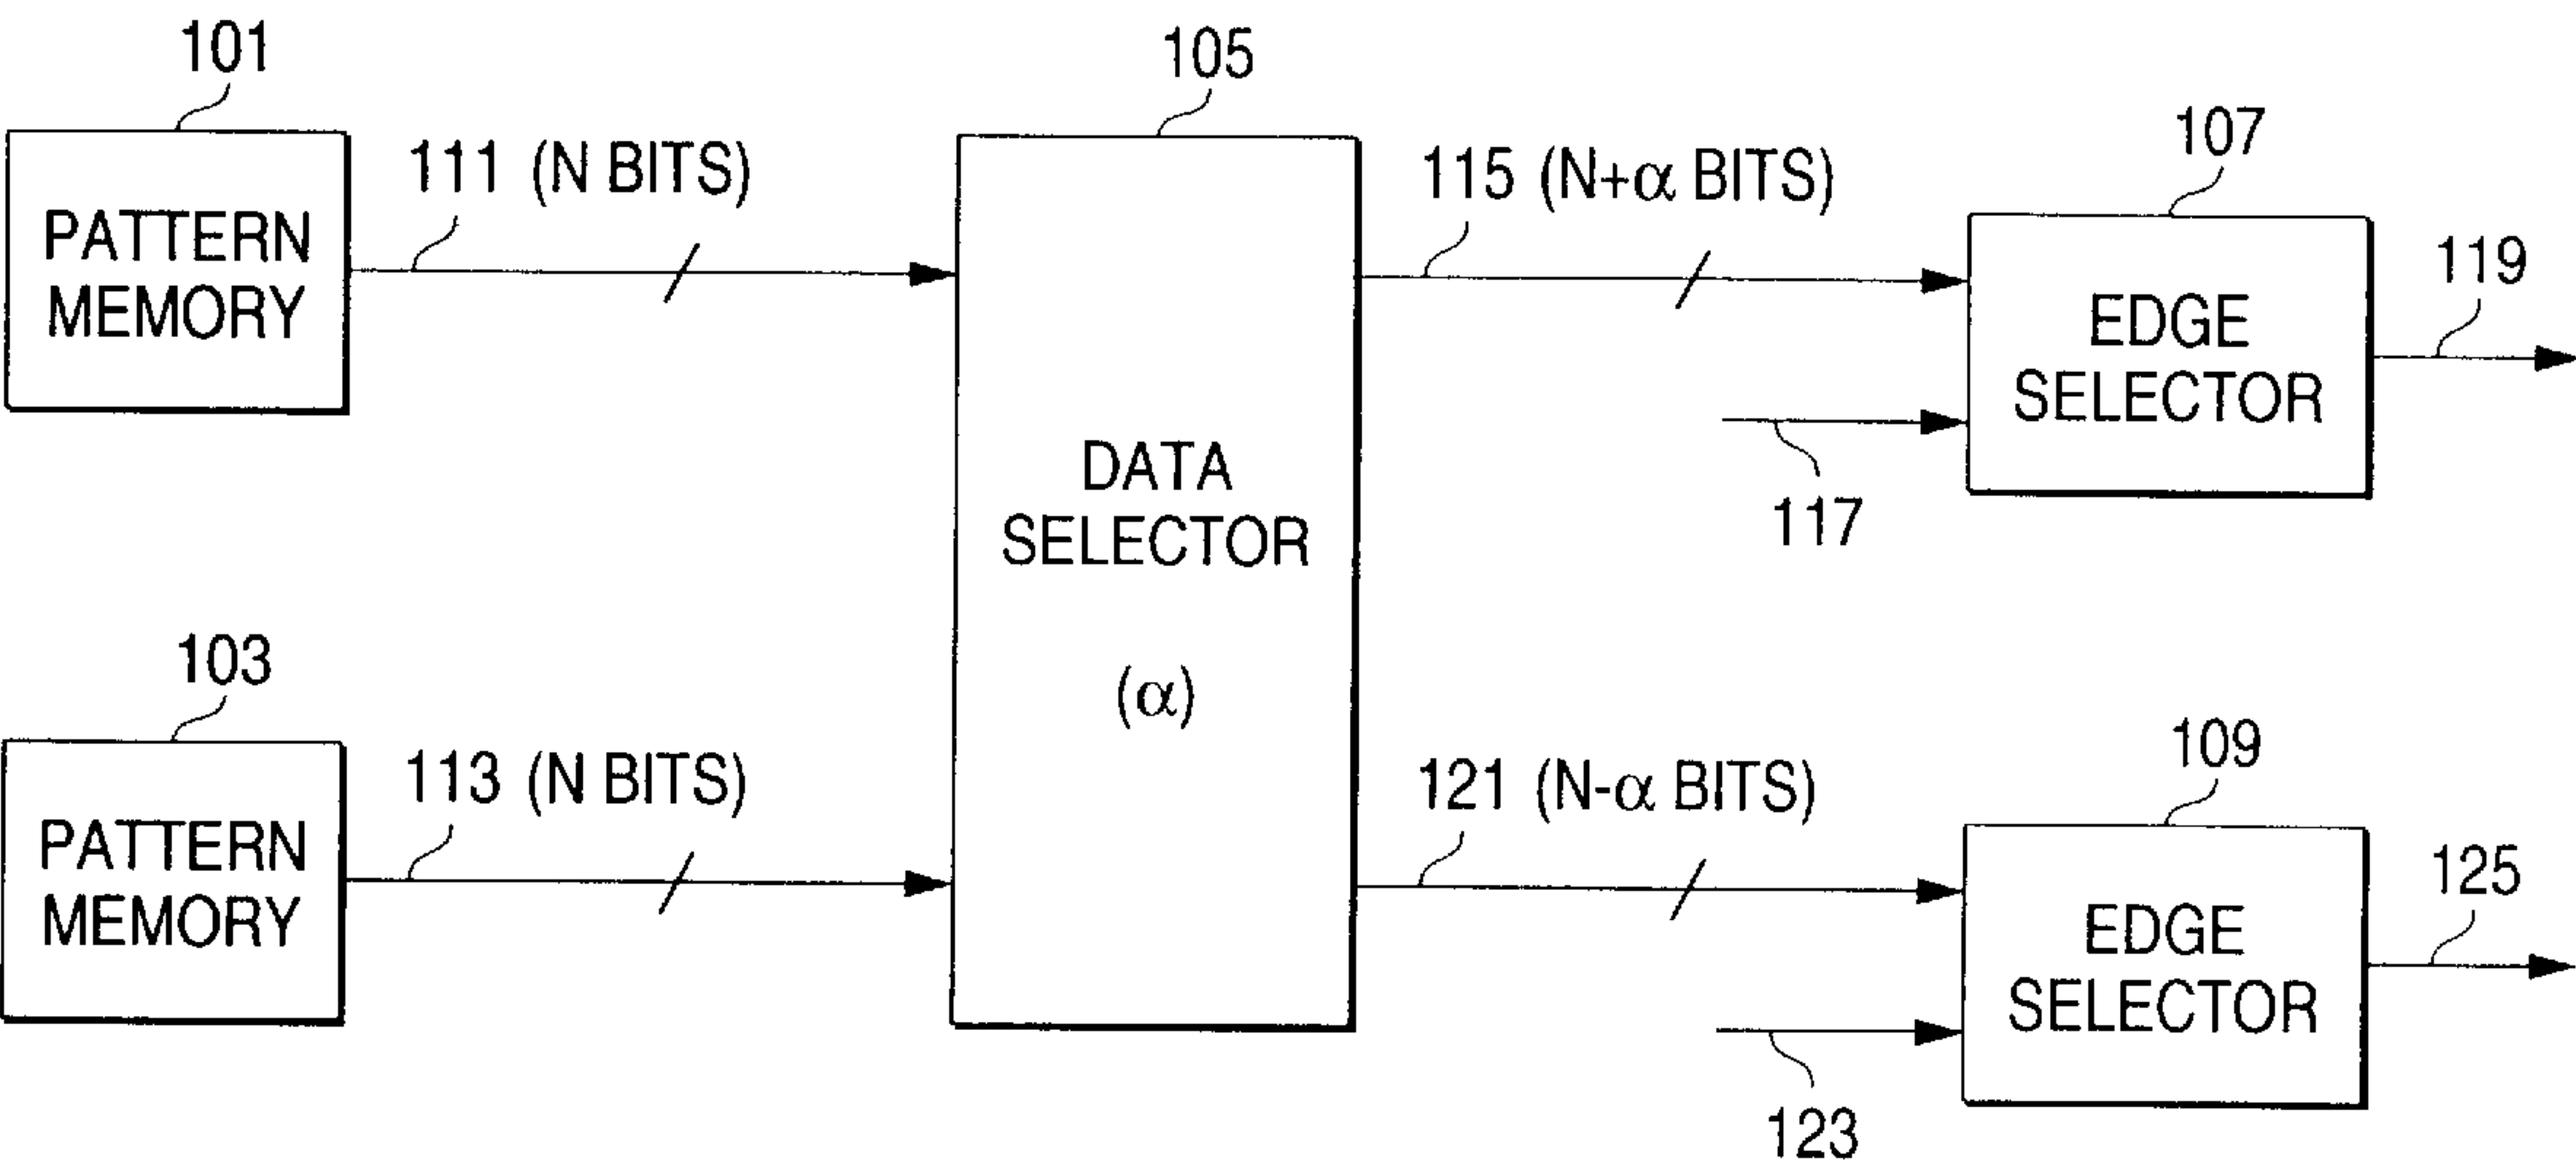 101
PATTERN
MEMORY
111 (N BITS)
103
PATTERN
MEMORY
113 (N BITS)
105
DATA
SELECTOR
(α)
115 (N+α BITS)
117
107
EDGE
SELECTOR
119
121 (N-α BITS)
123
109
EDGE
SELECTOR
125